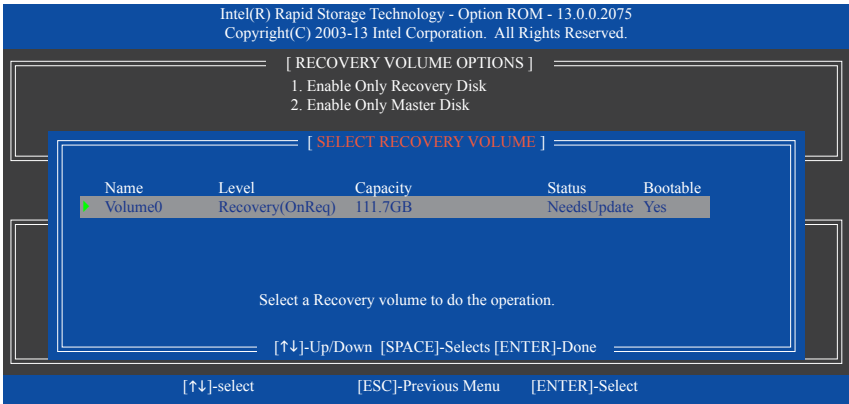 Intel(R) Rapid Storage Technology - Option ROM - 13.0.0.2075
Copyright(C) 2003-13 Intel Corporation.  All Rights Reserved.
[ RECOVERY VOLUME OPTIONS ]
1. Enable Only Recovery Disk
2. Enable Only Master Disk
[ SELECT RECOVERY VOLUME ]
Name Level Capacity Status Bootable
Volume0 Recovery(OnReq) 111.7GB NeedsUpdate Yes
Select a Recovery volume to do the operation.
[↑↓]-Up/Down [SPACE]-Selects [ENTER]-Done
[↑↓]-select [ESC]-Previous Menu [ENTER]-Select